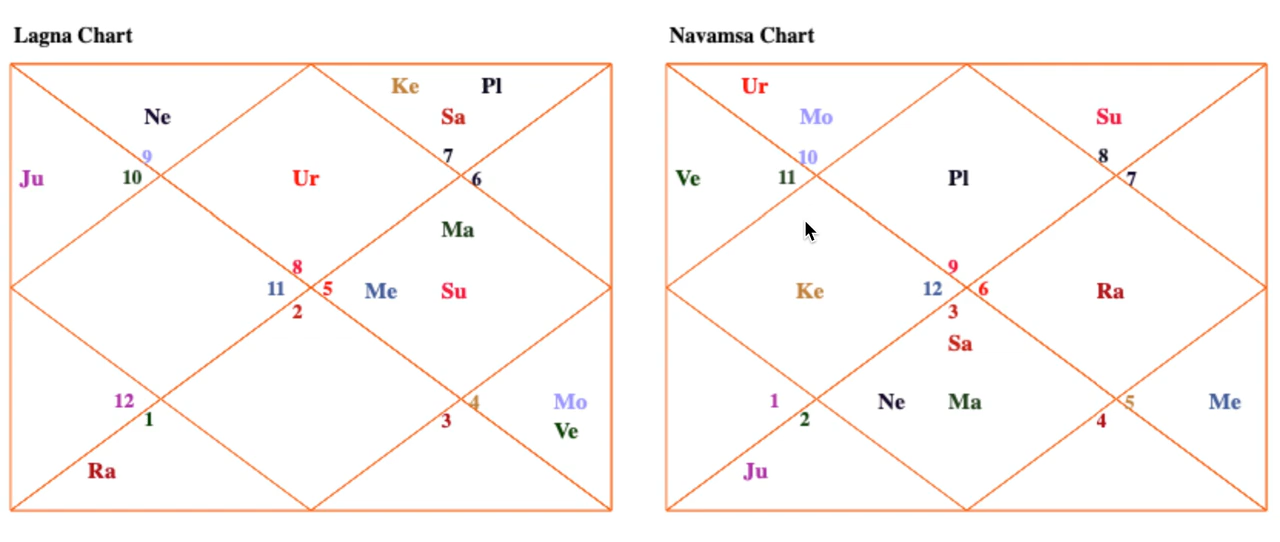 Lagna Chart
Ke Pl
Ne Sa
9 7
Ju 10 Ur 6
Ma
8
11 5 Me Su
2
12 4 Mo
1 3 Ve
Ra
Navamsa Chart
Ur
Mo Su
10 8
Ve 11 Pl 7
9
Ke 12 6 Ra
3
Sa
1 Ne Ma 5 Me
2 4
Ju